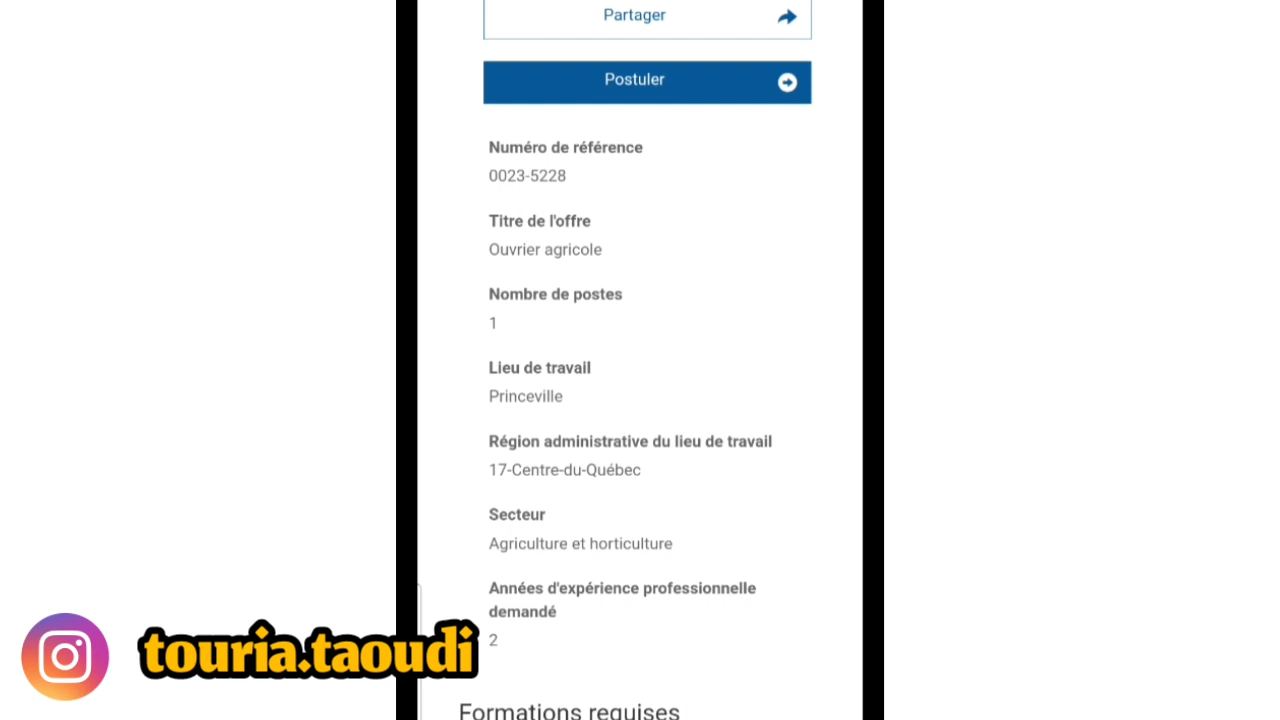 Partager
Postuler
Numéro de référence
0023-5228
Titre de l'offre
Ouvrier agricole
Nombre de postes
1
Lieu de travail
Princeville
Région administrative du lieu de travail
17-Centre-du-Québec
Secteur
Agriculture et horticulture
Années d'expérience professionnelle
demandé
2
touria.taoudi
Formations requises